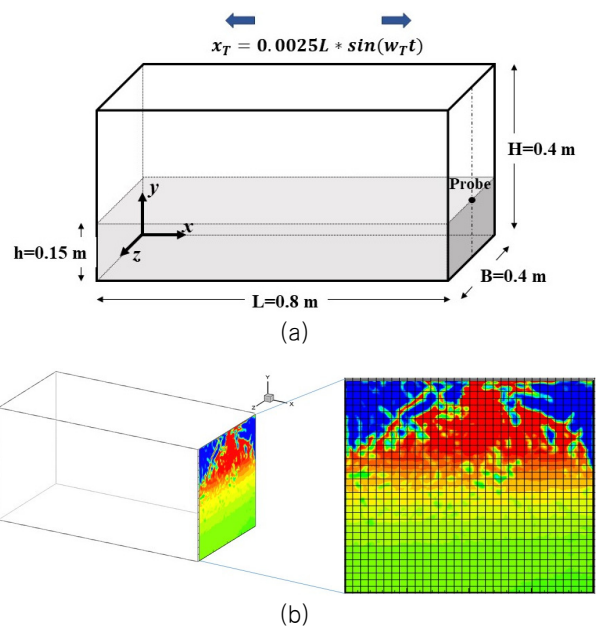 x_T = 0.0025L * sin(w_T t)
H=0.4 m
Probe
y
x
h=0.15 m
z
B=0.4 m
L=0.8 m
(a)
Y
Z
X
(b)